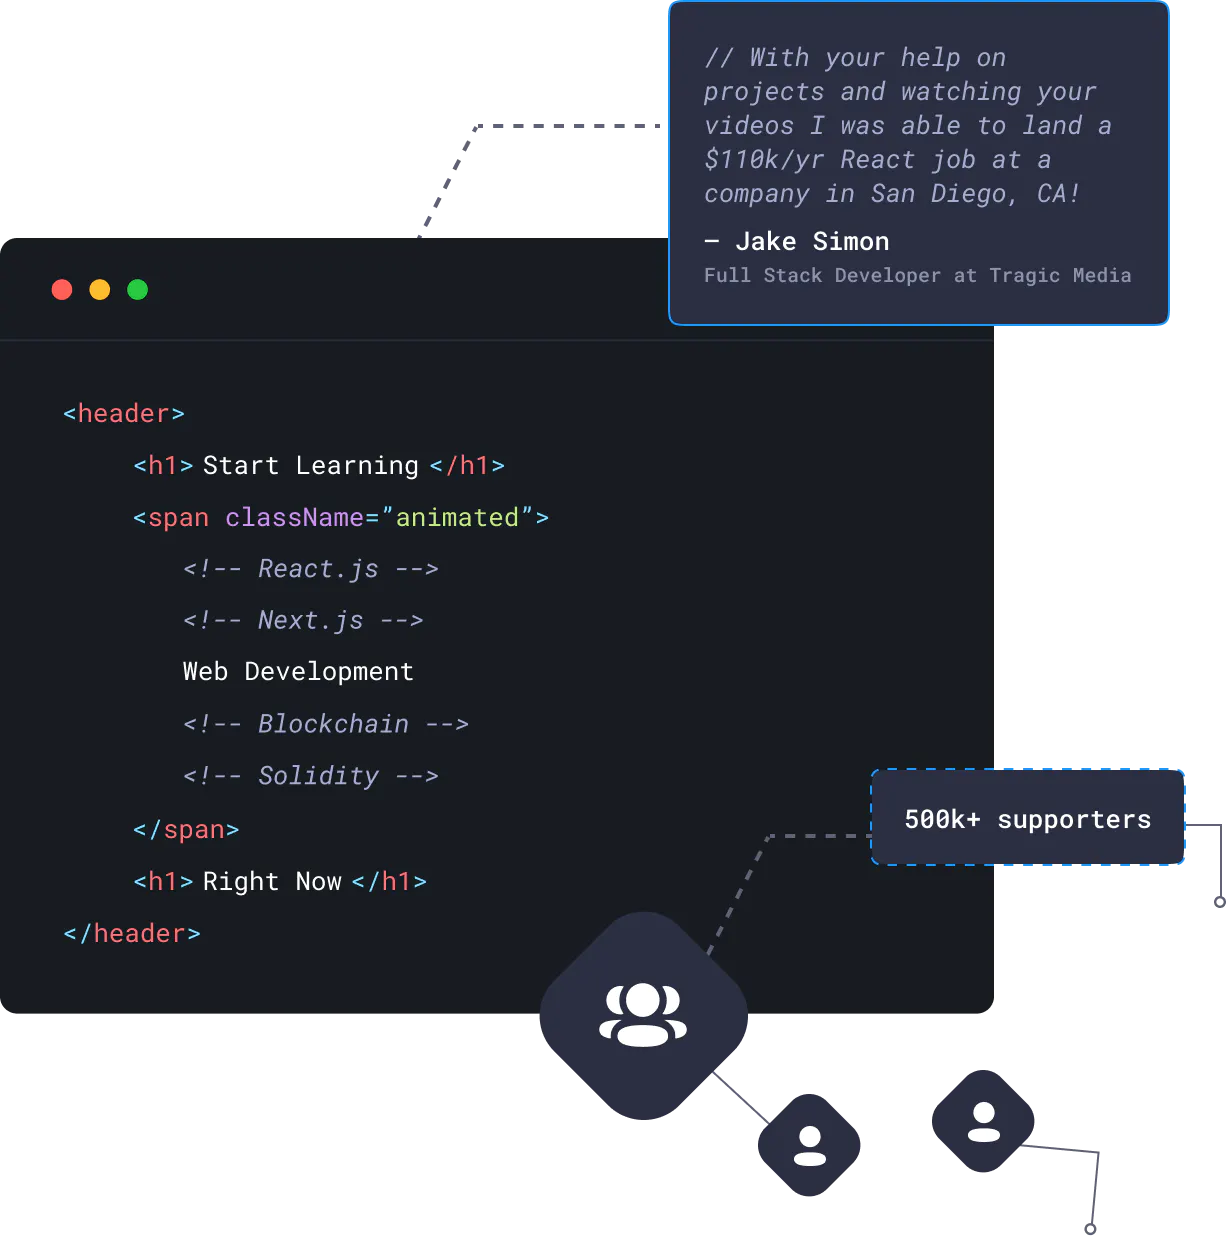 // With your help on
projects and watching your
videos I was able to land a
$110k/yr React job at a
company in San Diego, CA!
– Jake Simon
Full Stack Developer at Tragic Media
<header>
<h1> Start Learning </h1>
<span className=”animated”>
<!-- React.js -->
<!-- Next.js -->
Web Development
<!-- Blockchain -->
<!-- Solidity -->
</span>
<h1> Right Now </h1>
</header>
500k+ supporters